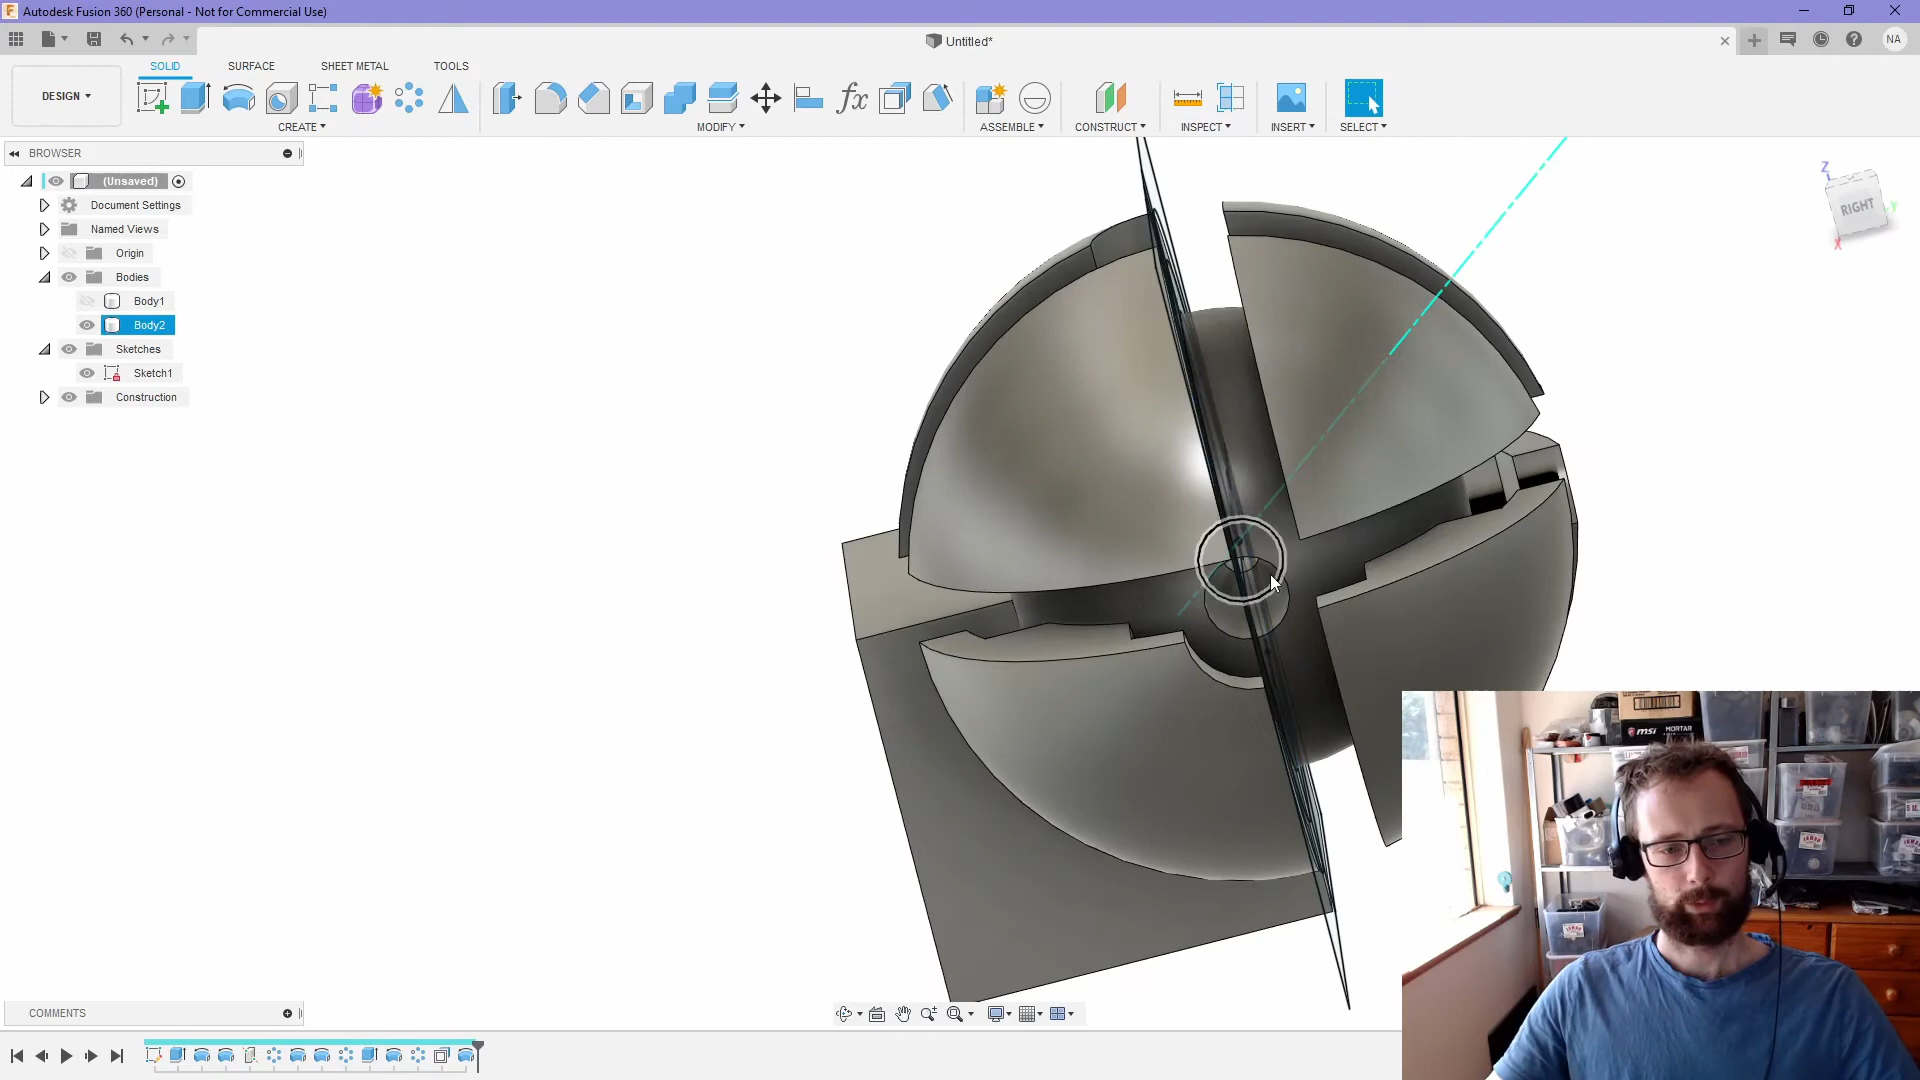 Autodesk Fusion 360 (Personal - Not for Commercial Use)
Untitled*
NA
DESIGN
SOLID SURFACE SHEET METAL TOOLS
fx
CREATE MODIFY ASSEMBLE CONSTRUCT INSPECT INSERT SELECT
BROWSER
(Unsaved)
Document Settings
Named Views
Origin
Bodies
Body1
Body2
Sketches
Sketch1
Construction
Z
RIGHT
Y
X
msi MORTAR
COMMENTS